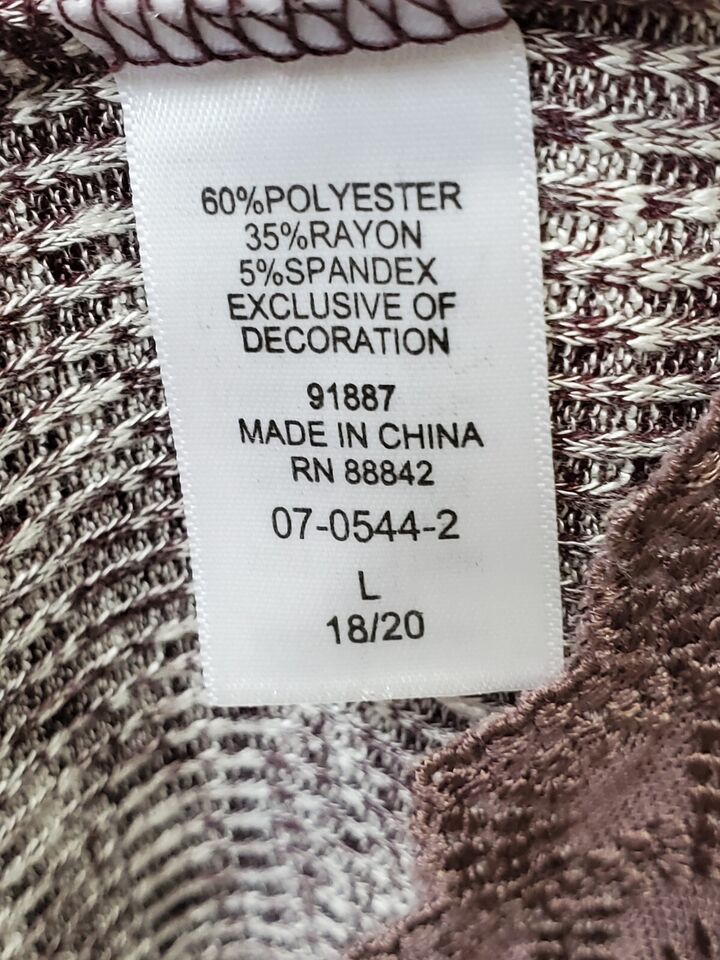 60%POLYESTER
35%RAYON
5%SPANDEX
EXCLUSIVE OF
DECORATION
91887
MADE IN CHINA
RN 88842
07-0544-2
L
18/20